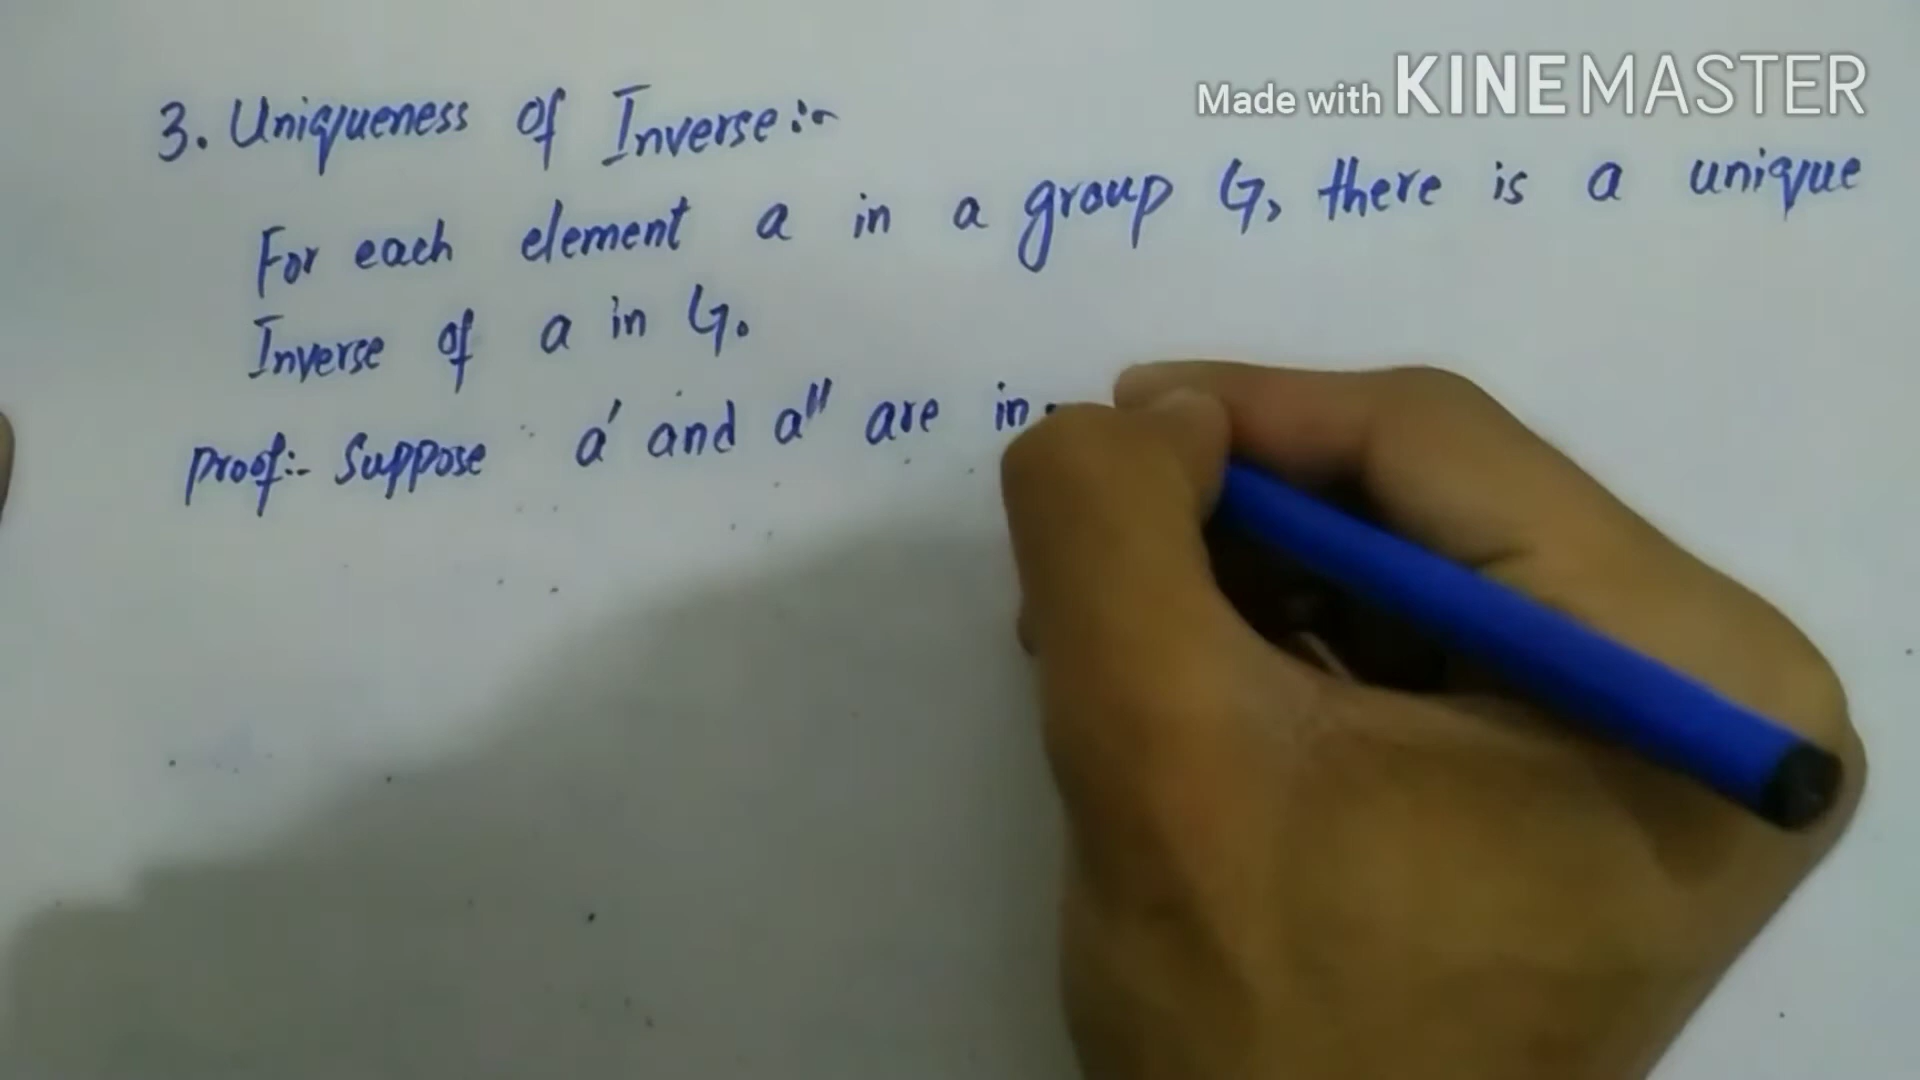 Made with KINEMASTER
3. Uniqueness of Inverse:-
For each element a in a group G, there is a unique
Inverse of a in G.
Proof:- Suppose a' and a" are in